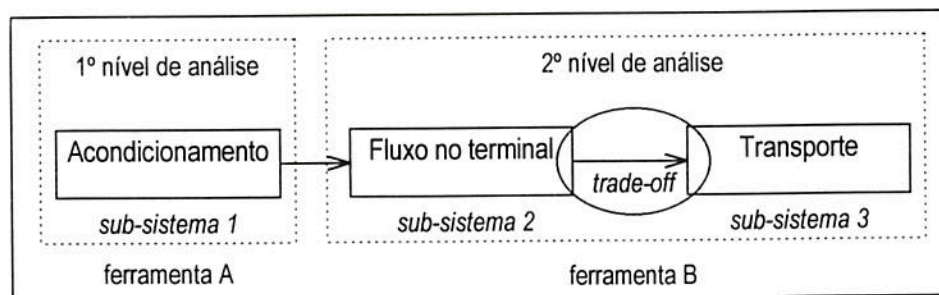 1º nível de análise
2º nível de análise
Acondicionamento
Fluxo no terminal
Transporte
trade-off
sub-sistema 1
sub-sistema 2
sub-sistema 3
ferramenta A
ferramenta B